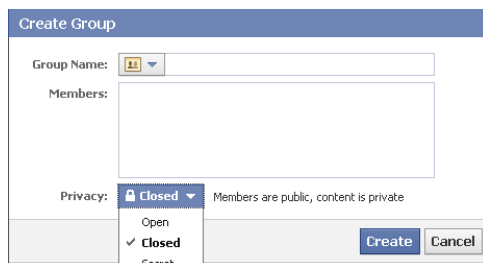 Create Group
Group Name:
Members:
Privacy: Closed Members are public, content is private
Open
✓ Closed
Create Cancel